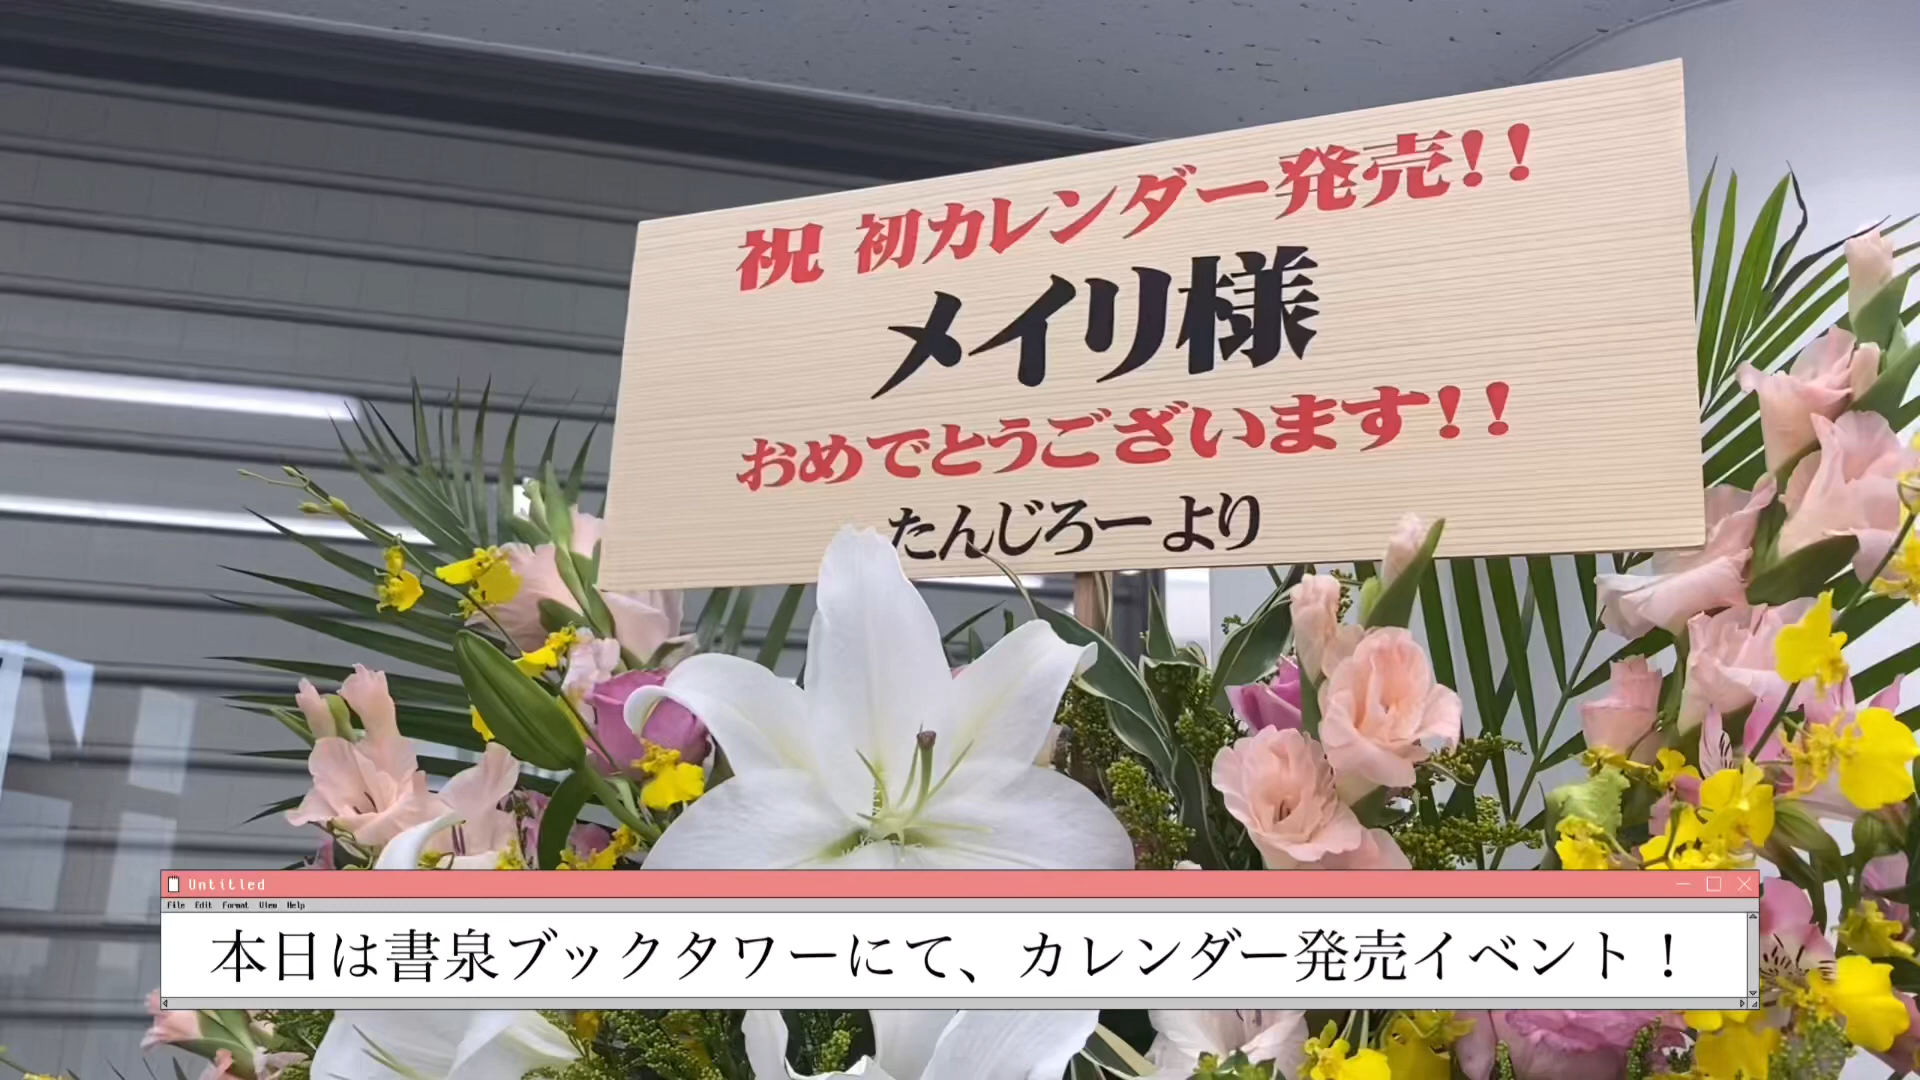 祝 初カレンダー発売!!
メイリ様
おめでとうございます!!
たんじろーより
Untitled
File Edit Format View Help
本日は書泉ブックタワーにて、カレンダー発売イベント！